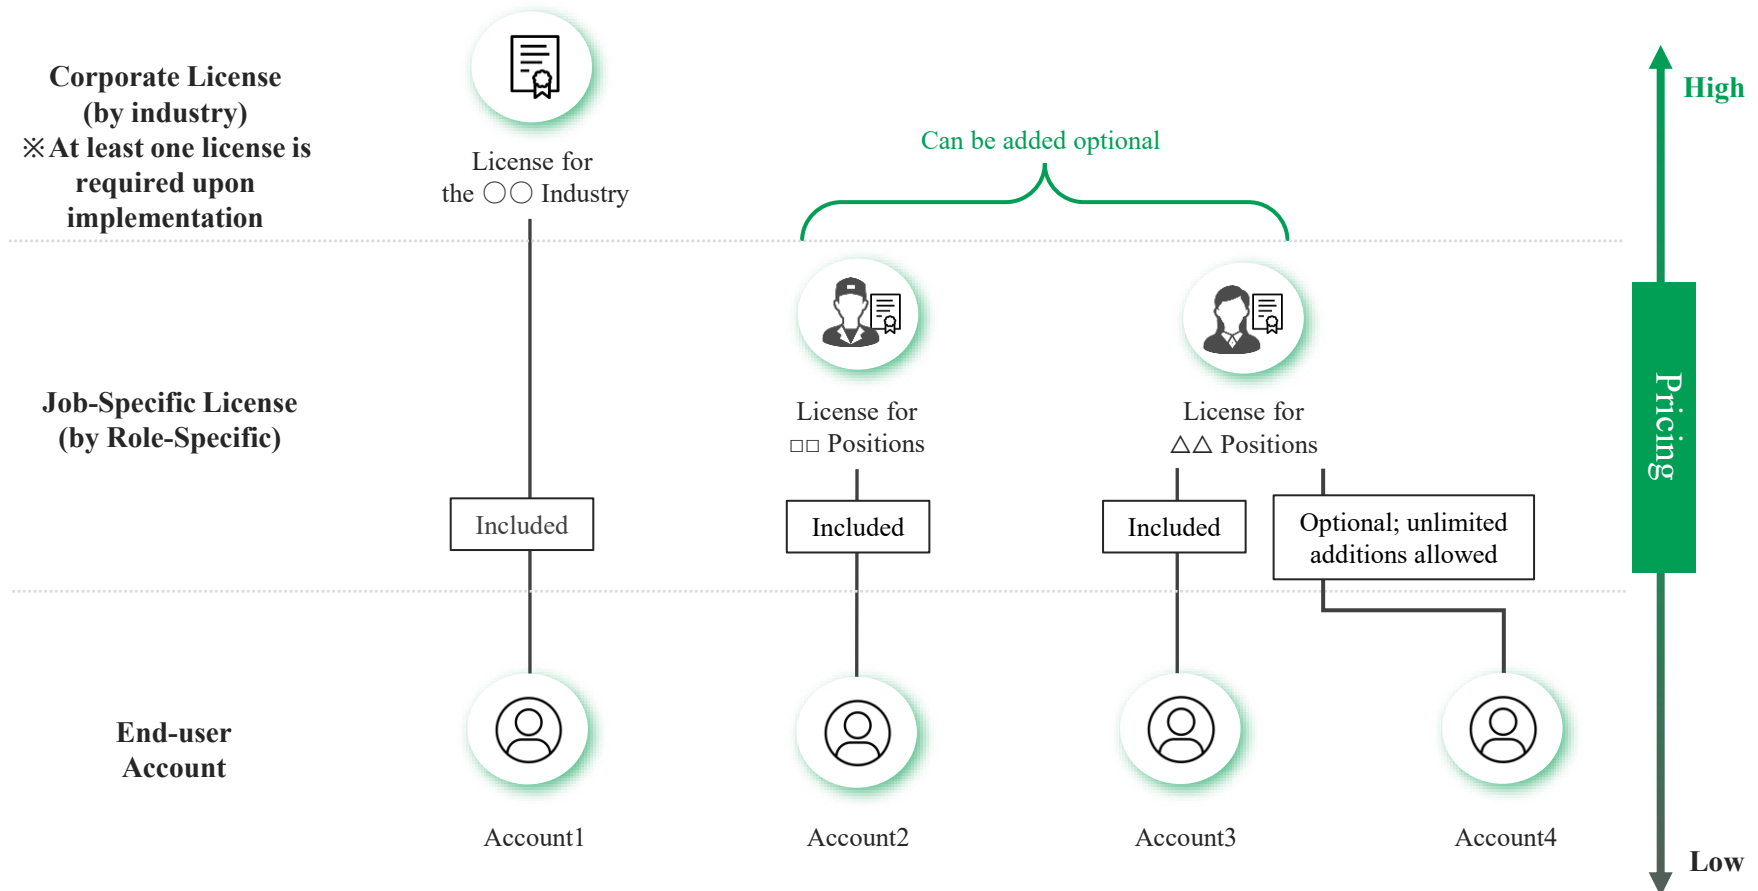 Corporate License
(by industry)
※At least one license is
required upon
implementation
License for
the ○○ Industry
Can be added optional
High
Job-Specific License
(by Role-Specific)
License for
□□ Positions
License for
△△ Positions
Pricing
Included
Included
Included
Optional; unlimited
additions allowed
End-user
Account
Account1
Account2
Account3
Account4
Low